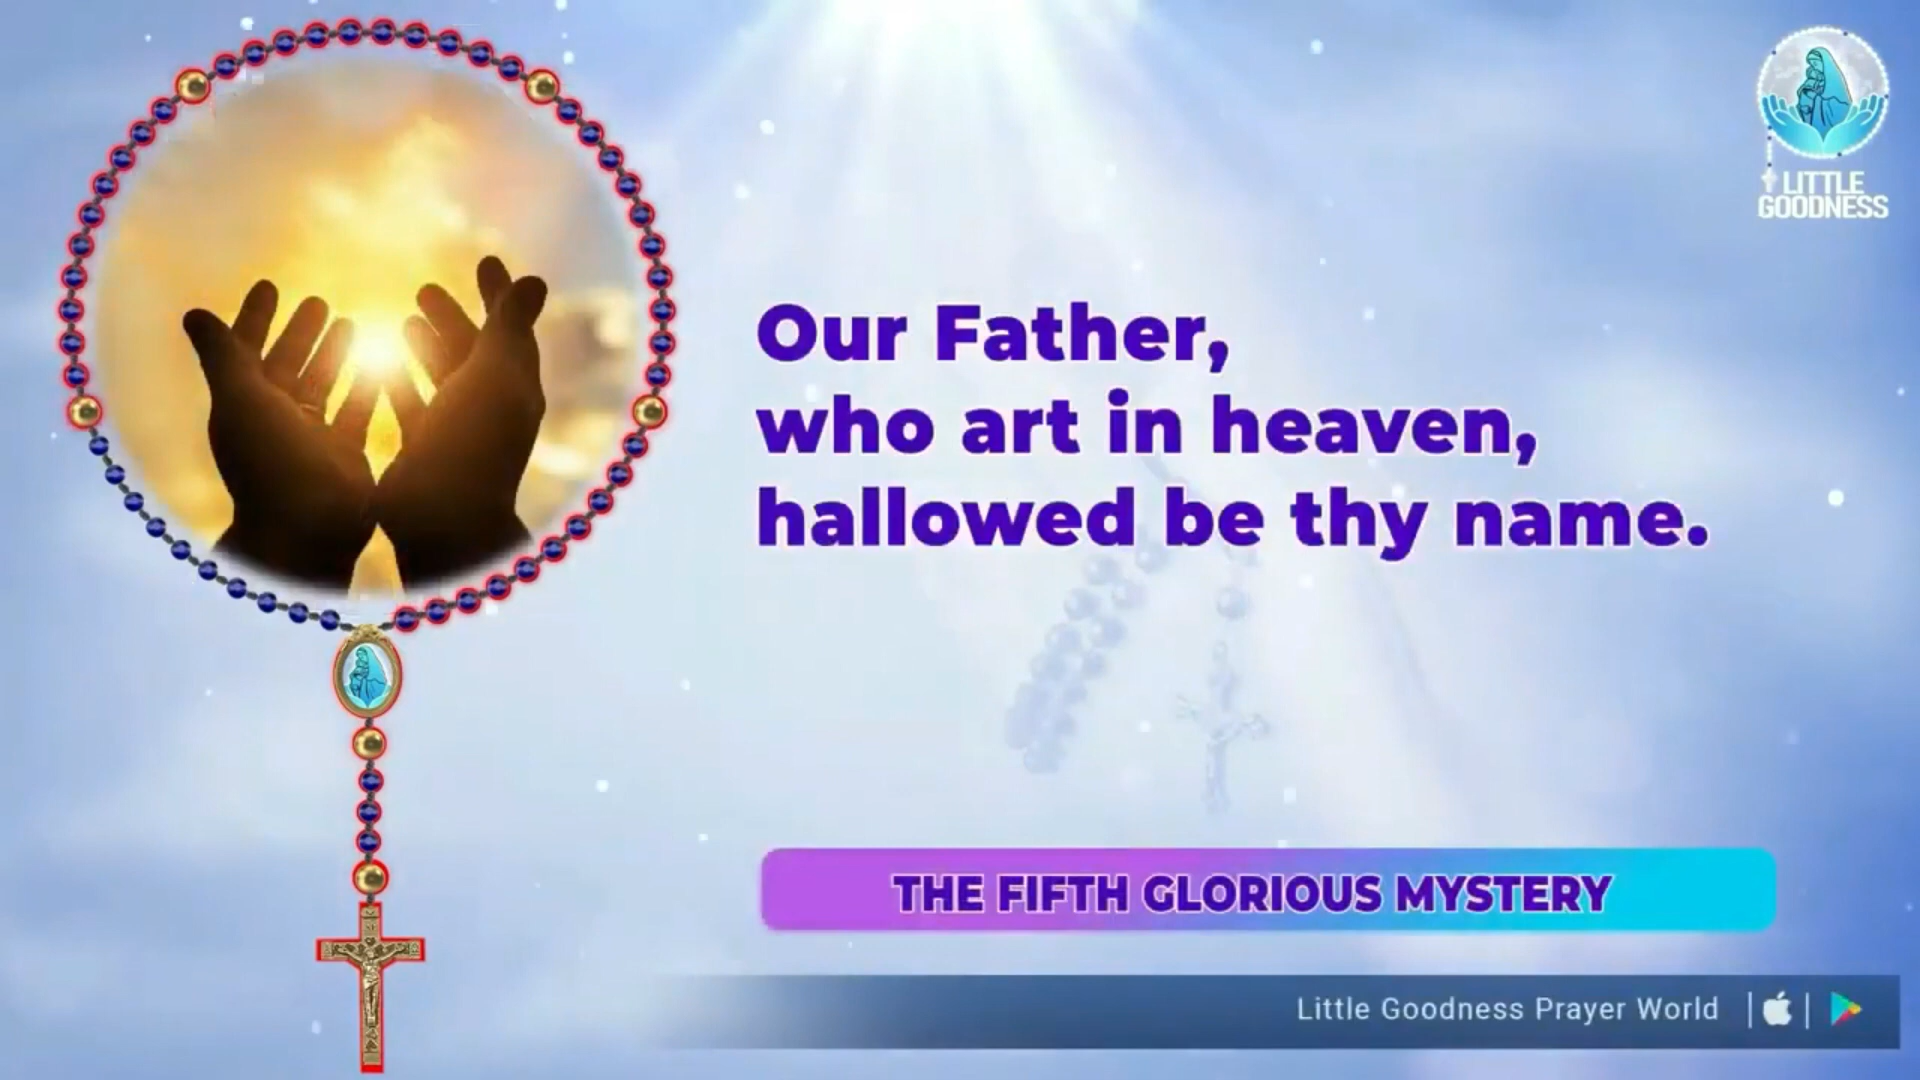 LITTLE
GOODNESS
Our Father,
who art in heaven,
hallowed be thy name.
THE FIFTH GLORIOUS MYSTERY
Little Goodness Prayer World